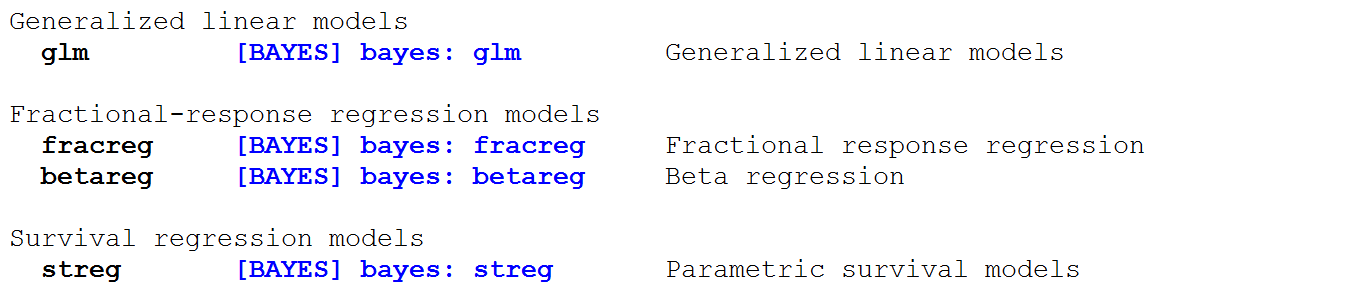 Generalized linear models
glm [BAYES] bayes: glm Generalized linear models
Fractional-response regression models
fracreg [BAYES] bayes: fracreg Fractional response regression
betareg [BAYES] bayes: betareg Beta regression
Survival regression models
streg [BAYES] bayes: streg Parametric survival models